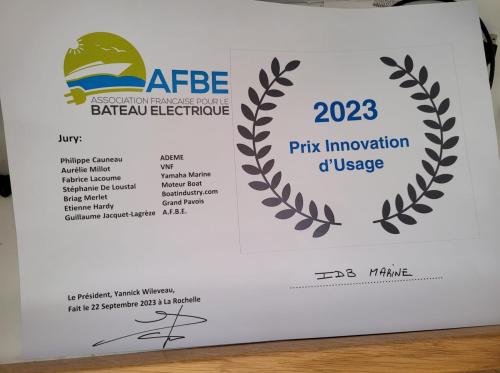 AFBE
ASSOCIATION FRANÇAISE POUR LE
BATEAU ELECTRIQUE
Jury:
Philippe Cauneau ADEME
Aurélie Millot VNF
Fabrice Lacoume Yamaha Marine
Stéphanie De Loustal Moteur Boat
Briag Merlet Boatindustry.com
Etienne Hardy Grand Pavois
Guillaume Jacquet-Lagrèze A.F.B.E.
2023
Prix Innovation
d'Usage
IDB MARINE
Le Président, Yannick Wileveau,
Fait le 22 Septembre 2023 à La Rochelle